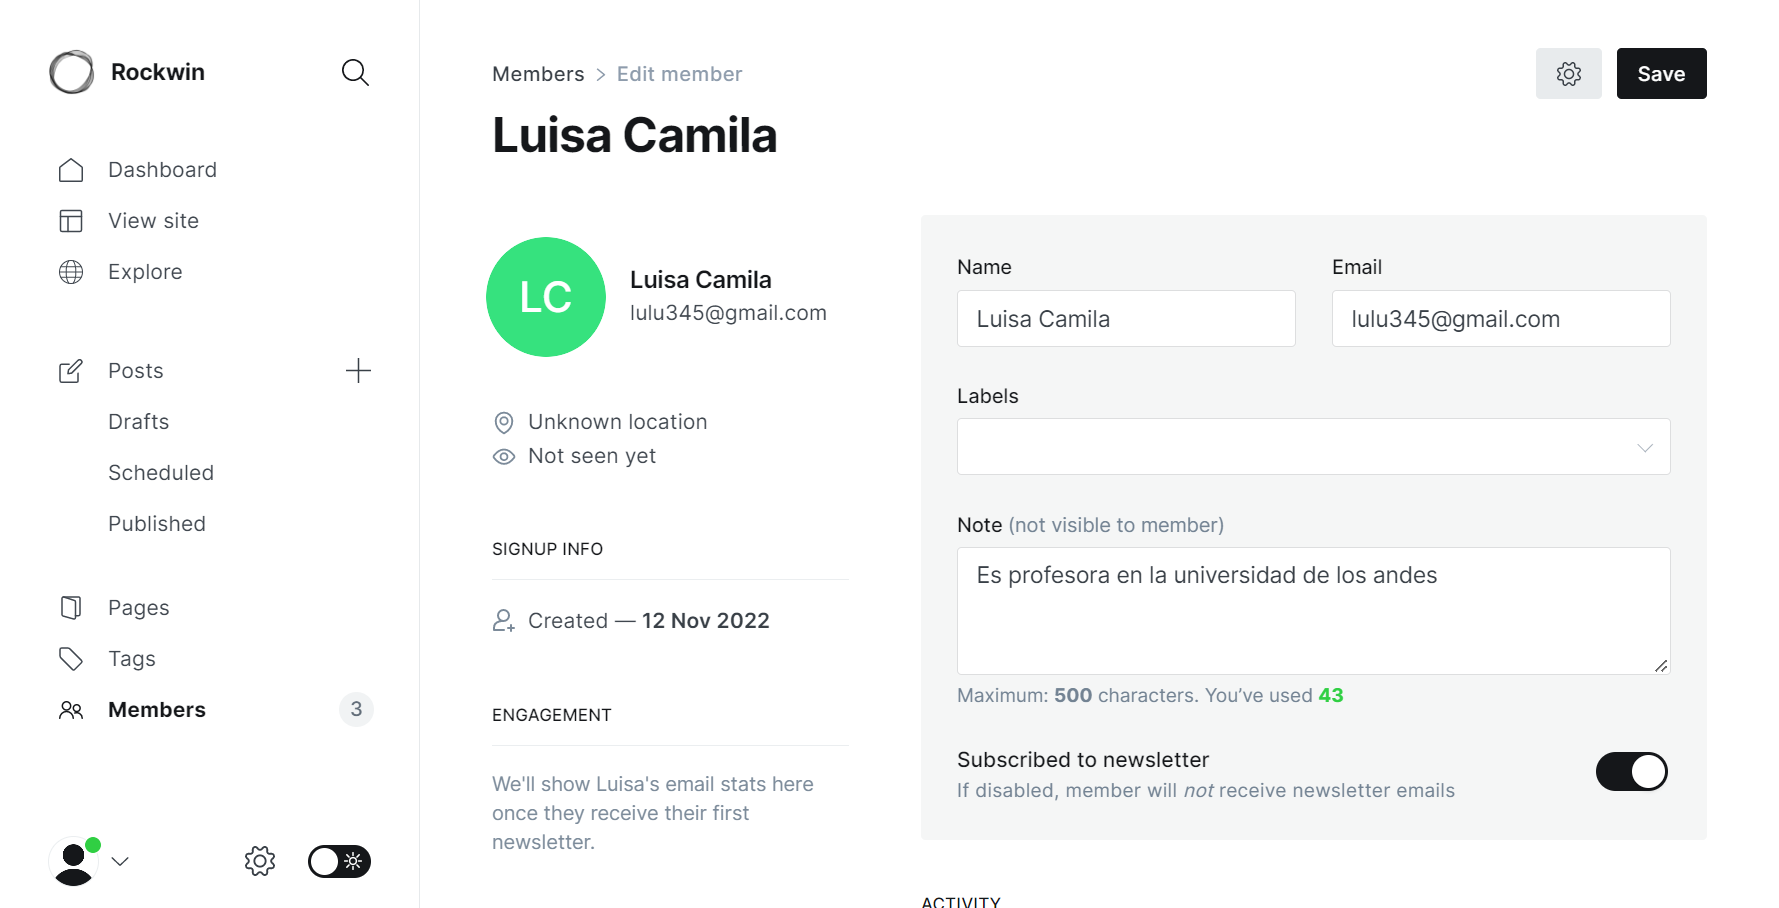 Rockwin
Dashboard
View site
Explore
Posts
Drafts
Scheduled
Published
Pages
Tags
Members 3
Members > Edit member
Save
Luisa Camila
LC
Luisa Camila
lulu345@gmail.com
Unknown location
Not seen yet
SIGNUP INFO
Created — 12 Nov 2022
ENGAGEMENT
We'll show Luisa's email stats here
once they receive their first
newsletter.
Name
Luisa Camila
Email
lulu345@gmail.com
Labels
Note (not visible to member)
Es profesora en la universidad de los andes
Maximum: 500 characters. You’ve used 43
Subscribed to newsletter
If disabled, member will not receive newsletter emails
ACTIVITY